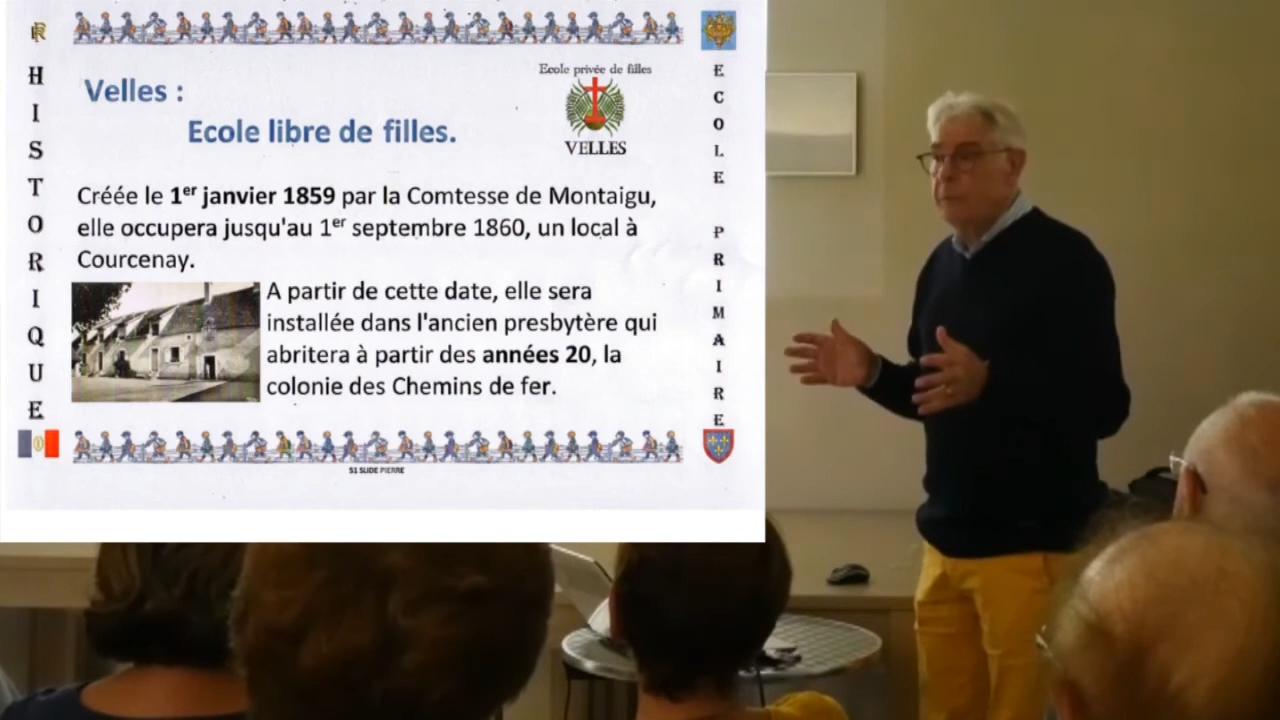 HISTORIQUE
Ecole privée de filles
VELLES
Velles :
Ecole libre de filles.
Créée le 1er janvier 1859 par la Comtesse de Montaigu,
elle occupera jusqu'au 1er septembre 1860, un local à
Courcenay.
A partir de cette date, elle sera
installée dans l'ancien presbytère qui
abritera à partir des années 20, la
colonie des Chemins de fer.
51 SLIDE PIERRE
ECOLE PRIMAIRE